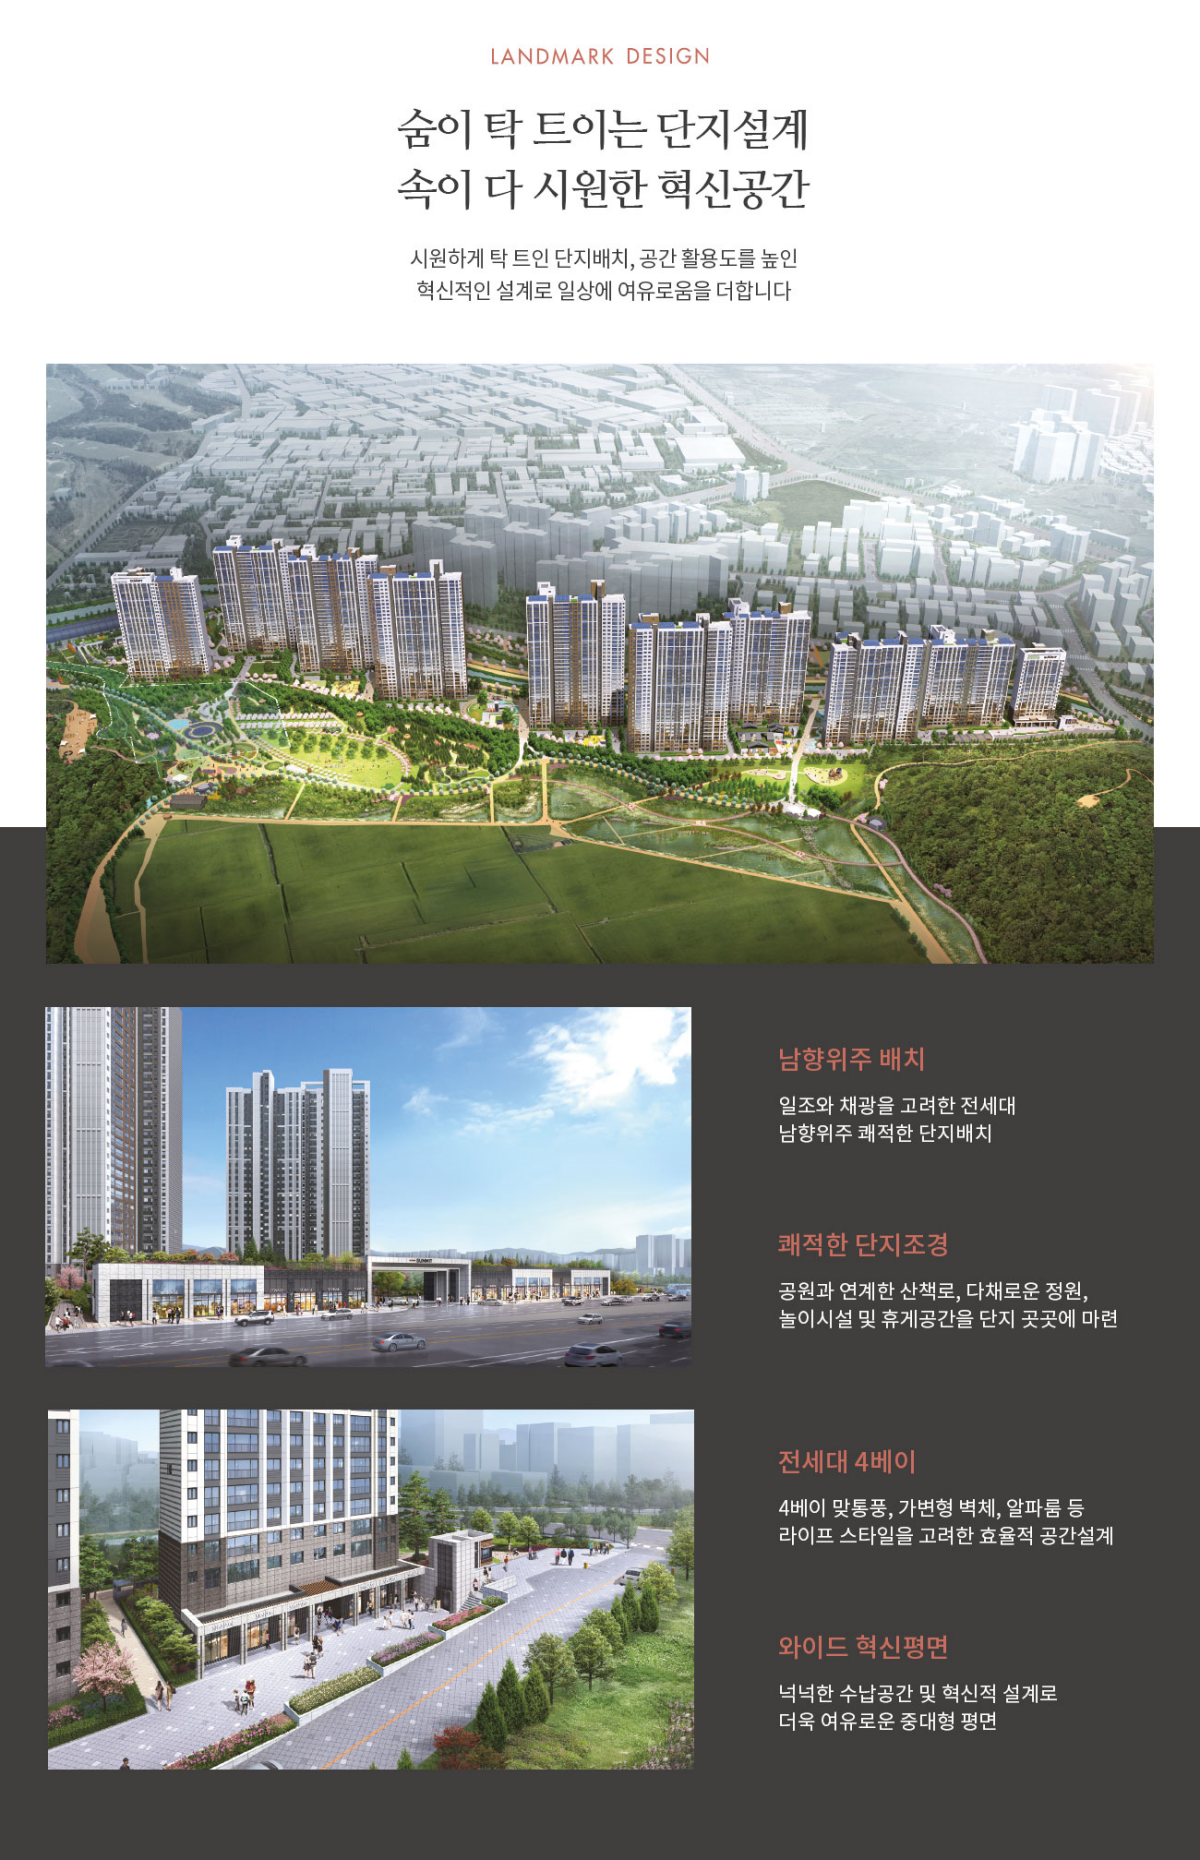 LANDMARK DESIGN
숨이 탁 트이는 단지설계
속이 다 시원한 혁신공간
시원하게 탁 트인 단지배치, 공간 활용도를 높인
혁신적인 설계로 일상에 여유로움을 더합니다
남향위주 배치
일조와 채광을 고려한 전세대
남향위주 쾌적한 단지배치
쾌적한 단지조경
공원과 연계한 산책로, 다채로운 정원,
놀이시설 및 휴게공간을 단지 곳곳에 마련
전세대 4베이
4베이 맞통풍, 가변형 벽체, 알파룸 등
라이프 스타일을 고려한 효율적 공간설계
와이드 혁신평면
넉넉한 수납공간 및 혁신적 설계로
더욱 여유로운 중대형 평면